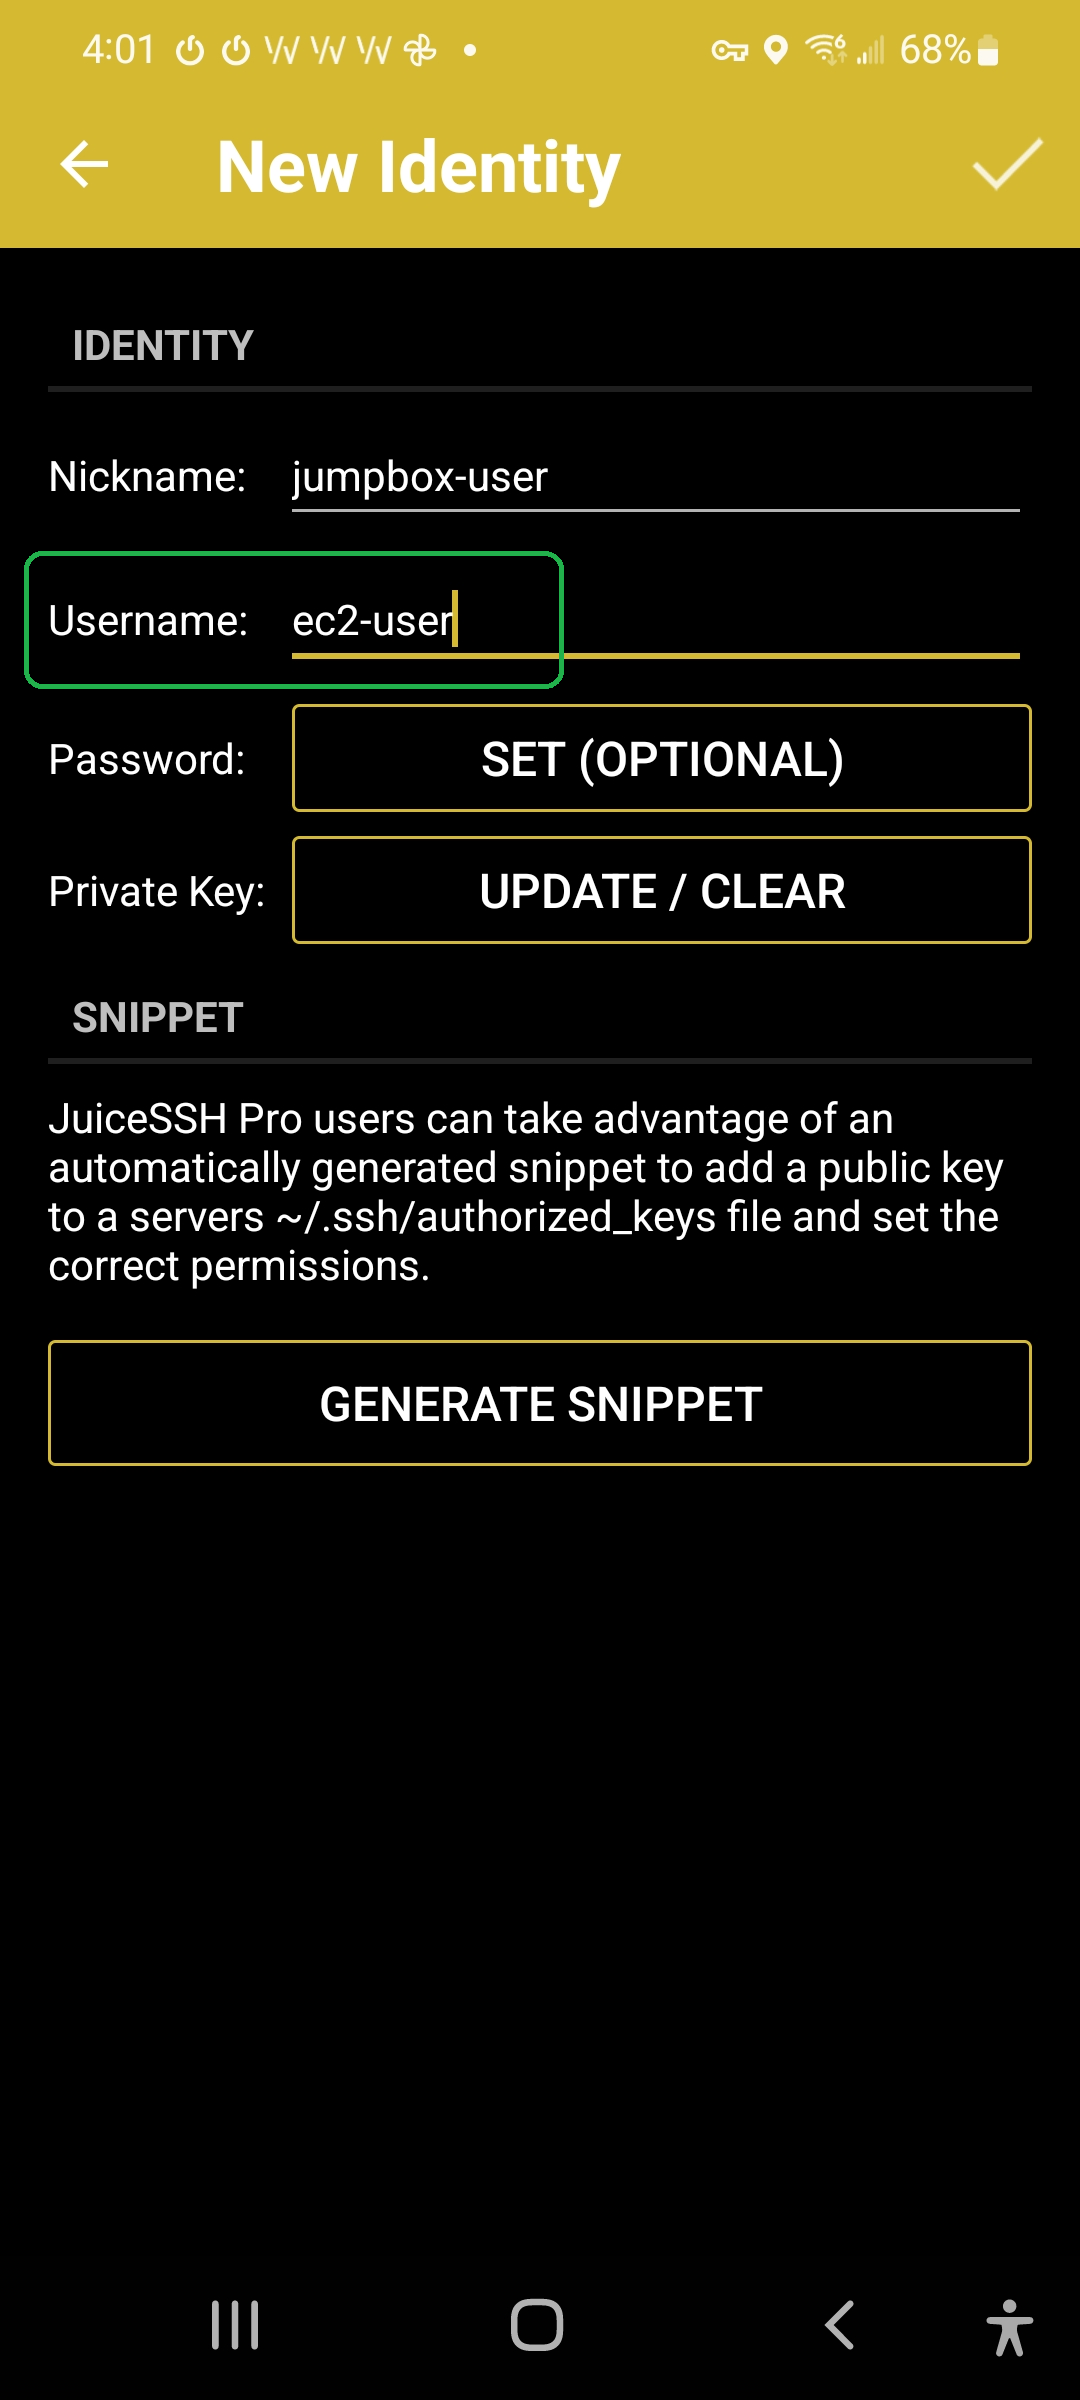 4:01 68%
New Identity
IDENTITY
Nickname: jumpbox-user
Username: ec2-user
Password: SET (OPTIONAL)
Private Key: UPDATE / CLEAR
SNIPPET
JuiceSSH Pro users can take advantage of an
automatically generated snippet to add a public key
to a servers ~/.ssh/authorized_keys file and set the
correct permissions.
GENERATE SNIPPET